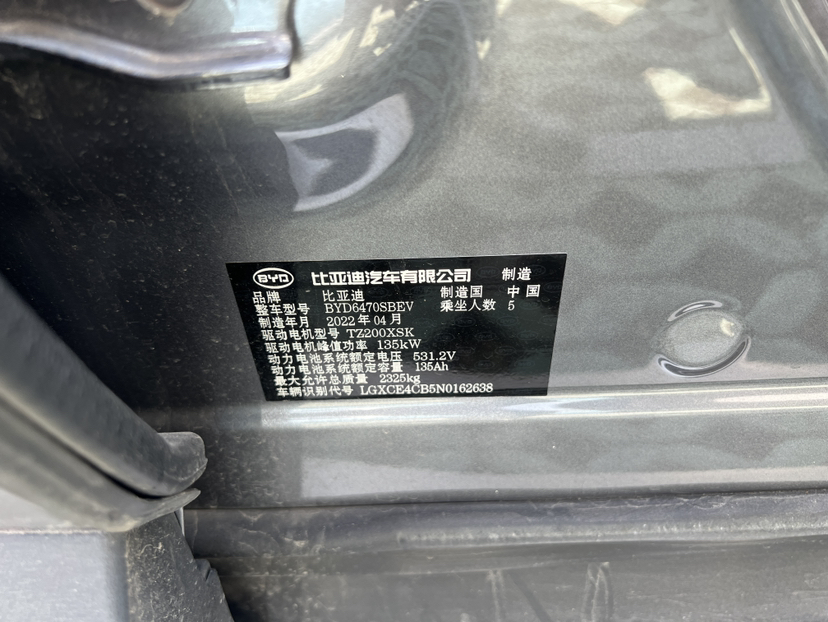 BYD 比亚迪汽车有限公司 制造
品牌 比亚迪 制造国 中国
整车型号 BYD6470SBEV 乘坐人数 5
制造年月 2022年04月
驱动电机型号 TZ200XSK
驱动电机峰值功率 135kW
动力电池系统额定电压 531.2V
动力电池系统额定容量 135Ah
最大允许总质量 2325kg
车辆识别代号 LGXCE4CB5N0162638